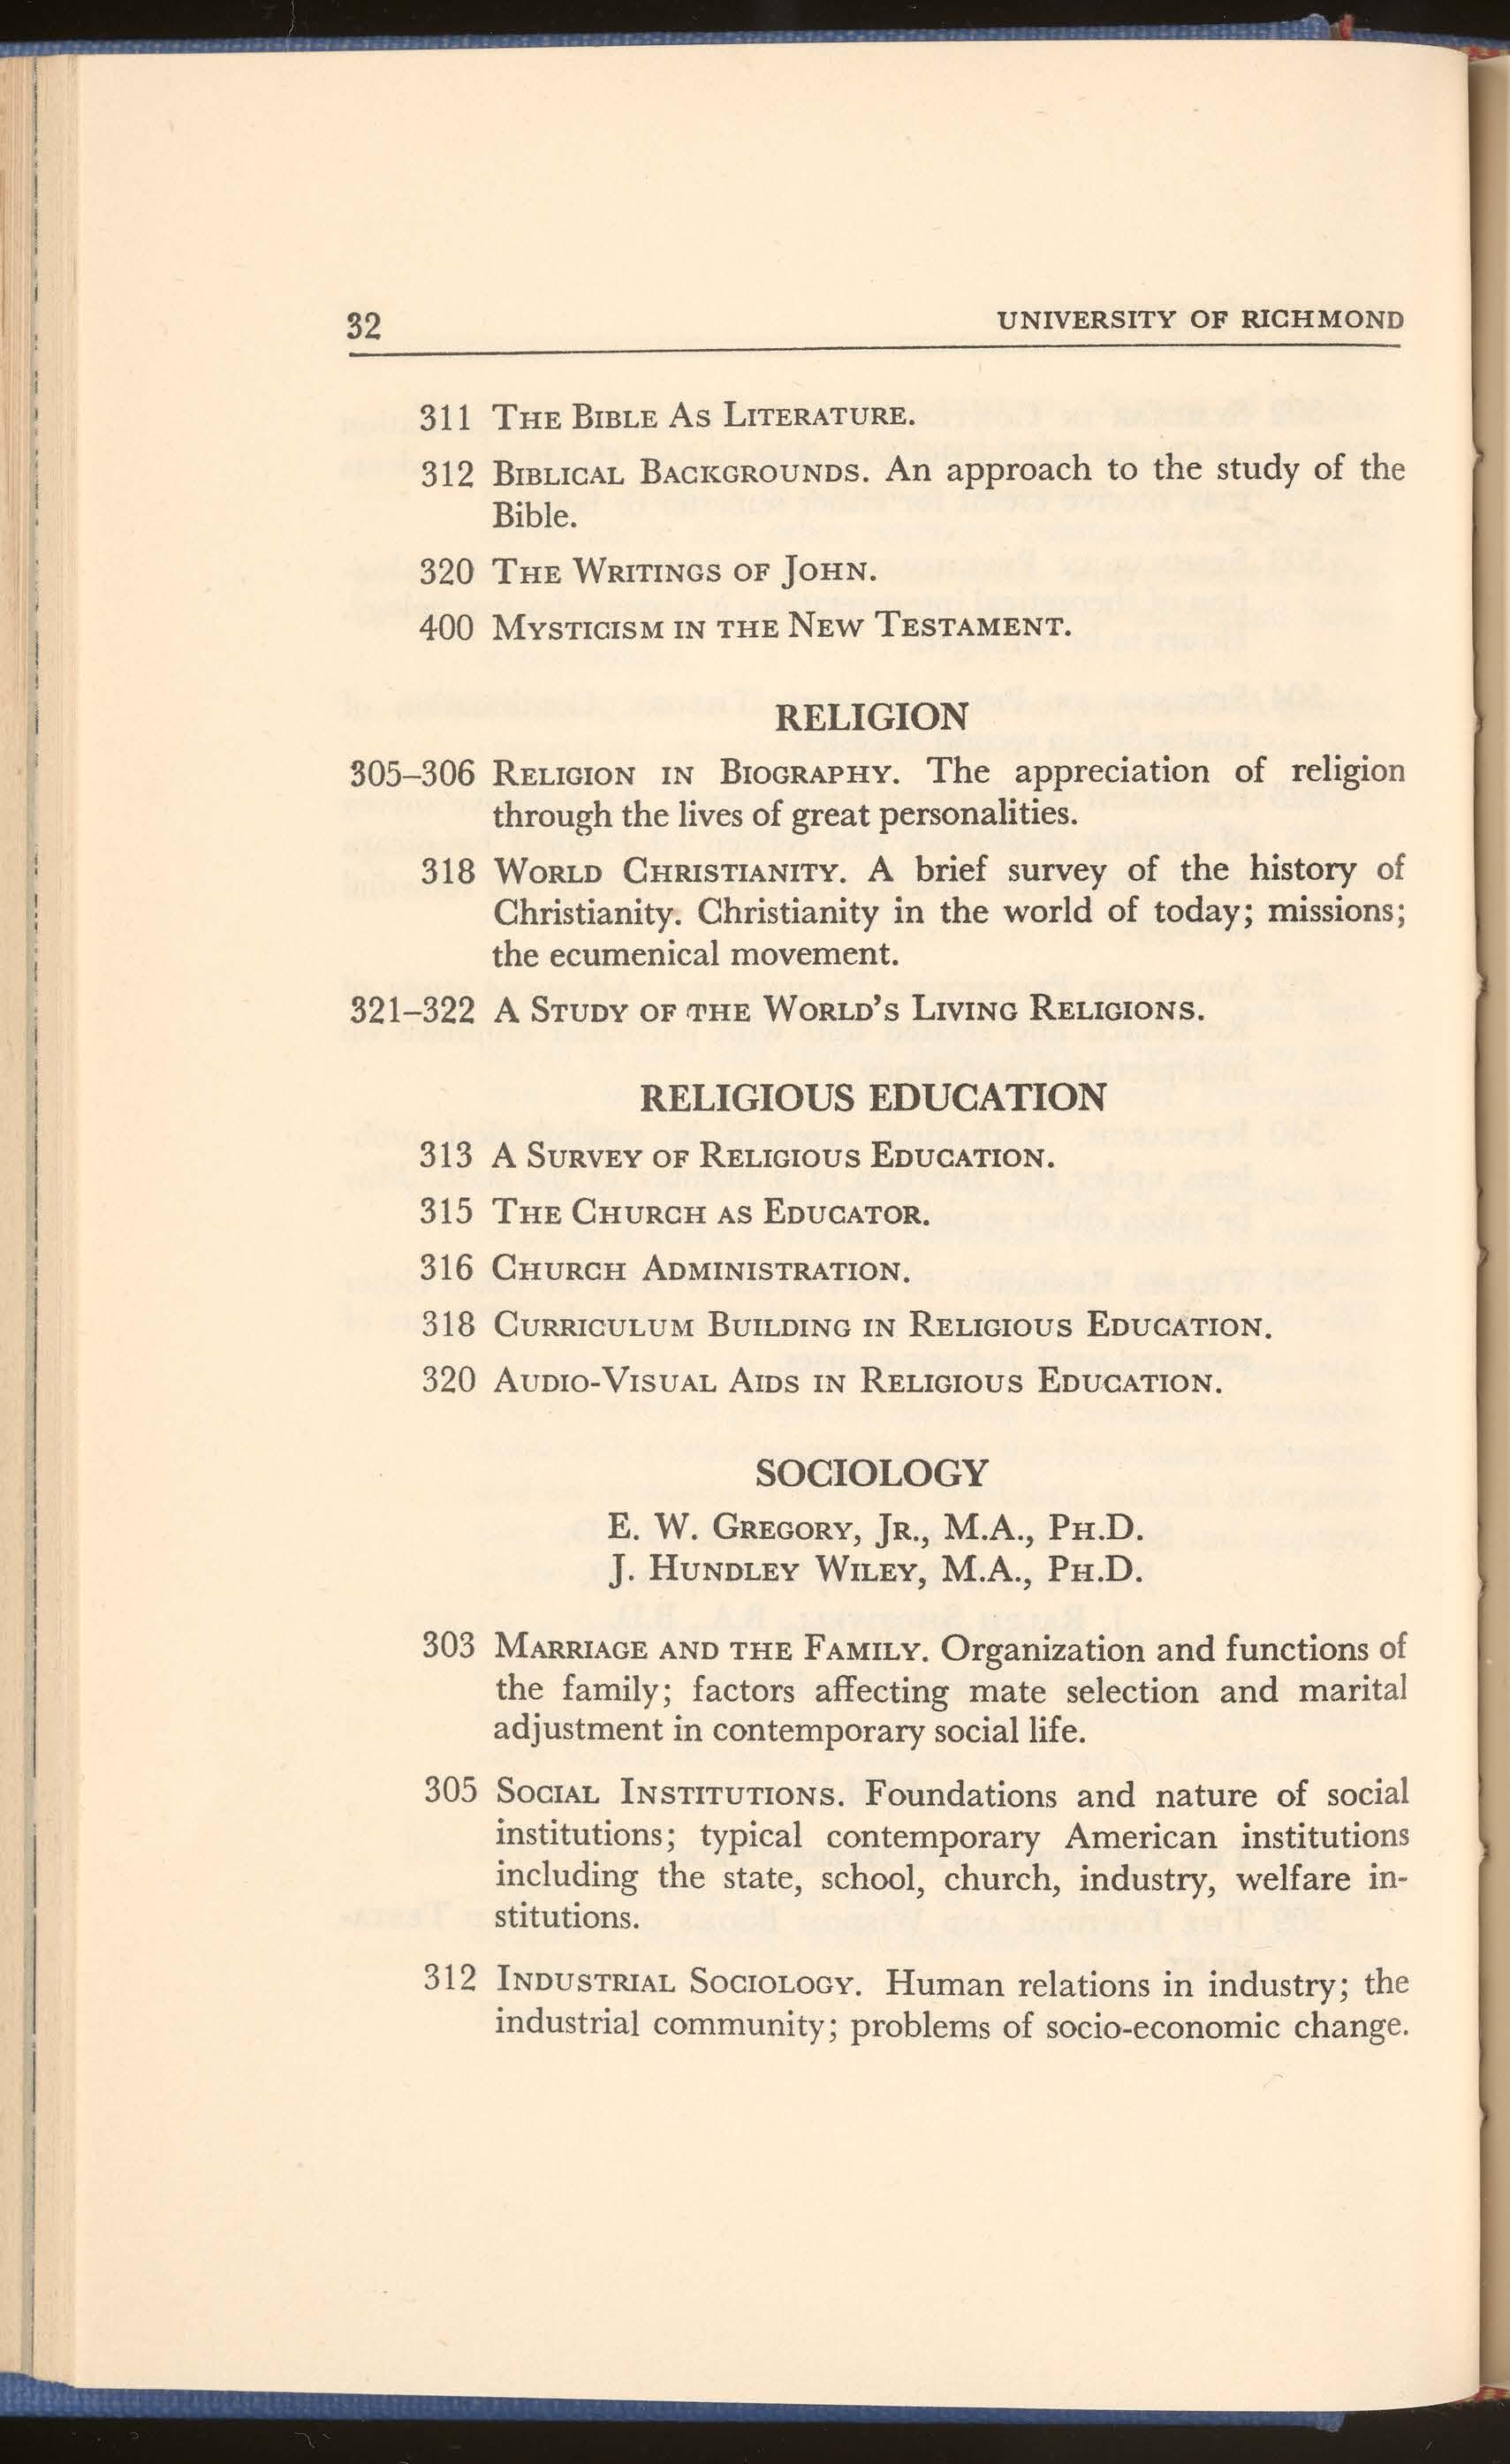 32 UNIVERSITY OF RICHMOND
311 THE BIBLE AS LITERATURE.
312 BIBLICAL BACKGROUNDS. An approach to the study of the
Bible.
320 THE WRITINGS OF JOHN.
400 MYSTICISM IN THE NEW TESTAMENT.
RELIGION
305–306 RELIGION IN BIOGRAPHY. The appreciation of religion
through the lives of great personalities.
318 WORLD CHRISTIANITY. A brief survey of the history of
Christianity. Christianity in the world of today; missions;
the ecumenical movement.
321–322 A STUDY OF THE WORLD'S LIVING RELIGIONS.
RELIGIOUS EDUCATION
313 A SURVEY OF RELIGIOUS EDUCATION.
315 THE CHURCH AS EDUCATOR.
316 CHURCH ADMINISTRATION.
318 CURRICULUM BUILDING IN RELIGIOUS EDUCATION.
320 AUDIO-VISUAL AIDS IN RELIGIOUS EDUCATION.
SOCIOLOGY
E. W. GREGORY, JR., M.A., PH.D.
J. HUNDLEY WILEY, M.A., PH.D.
303 MARRIAGE AND THE FAMILY. Organization and functions of
the family; factors affecting mate selection and marital
adjustment in contemporary social life.
305 SOCIAL INSTITUTIONS. Foundations and nature of social
institutions; typical contemporary American institutions
including the state, school, church, industry, welfare in-
stitutions.
312 INDUSTRIAL SOCIOLOGY. Human relations in industry; the
industrial community; problems of socio-economic change.